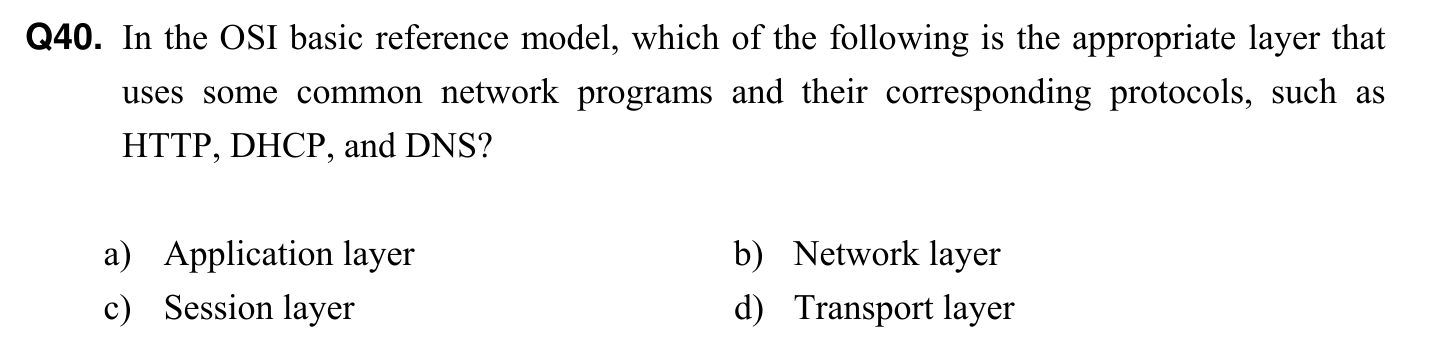 Q40. In the OSI basic reference model, which of the following is the appropriate layer that
uses some common network programs and their corresponding protocols, such as
HTTP, DHCP, and DNS?
a) Application layer b) Network layer
c) Session layer d) Transport layer